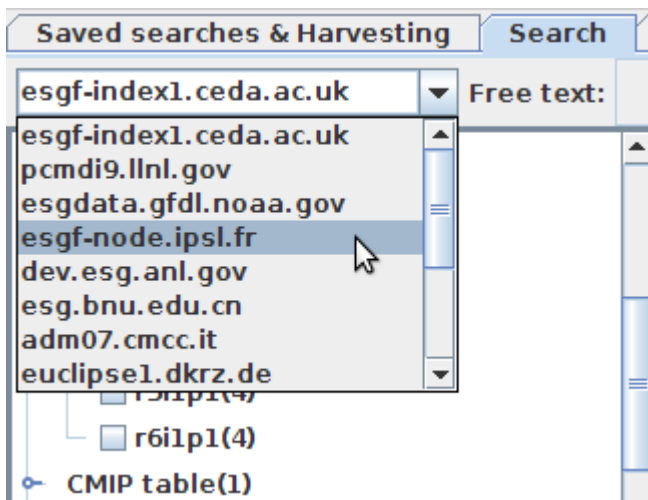 Saved searches & Harvesting Search
esgf-index1.ceda.ac.uk Free text:
esgf-index1.ceda.ac.uk
pcmdi9.llnl.gov
esgdata.gfdl.noaa.gov
esgf-node.ipsl.fr
dev.esg.anl.gov
esg.bnu.edu.cn
adm07.cmcc.it
euclipse1.dkrz.de
r5i1p1(4)
r6i1p1(4)
CMIP table(1)